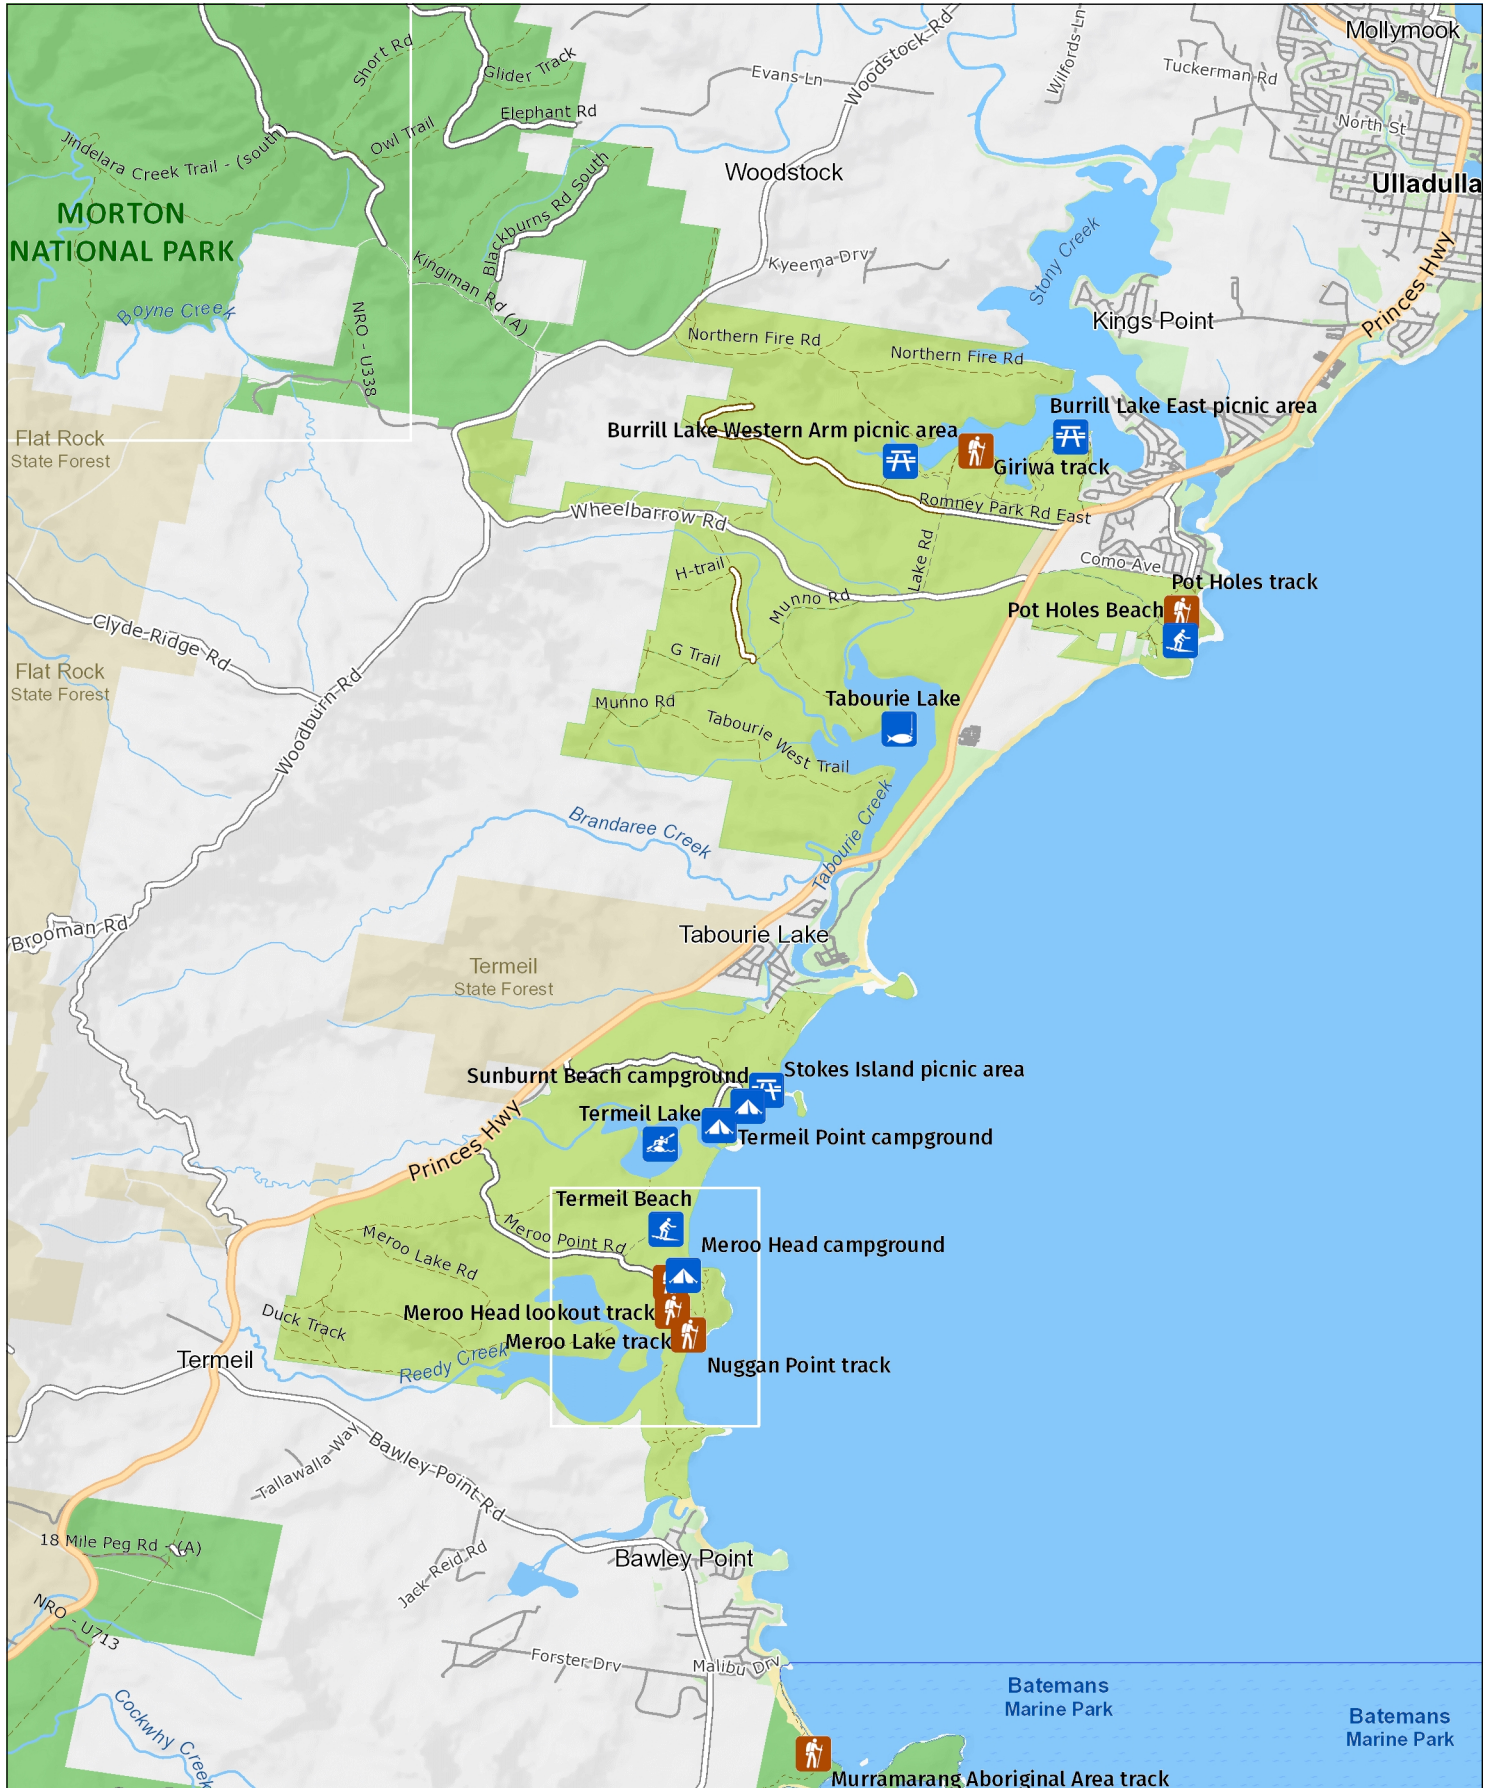 Mollymook
Short Rd
Glider Track
Evans Ln
Woodstock Rd
Wilfords Ln
Tuckerman Rd
Elephant Rd
North St
Jindelara Creek Trail - (south)
Owl Trail
Woodstock
Ulladulla
MORTON
NATIONAL PARK
Blackburns Rd South
Stony Creek
Kyeema Drv
Kingiman Rd (A)
Princes Hwy
Boyne Creek
NRO - U338
Kings Point
Northern Fire Rd
Northern Fire Rd
Burrill Lake East picnic area
Burrill Lake Western Arm picnic area
Flat Rock
State Forest
Giriwa track
Romney Park Rd East
Wheelbarrow Rd
Lake Rd
Como Ave
H-trail
Pot Holes track
Munno Rd
Pot Holes Beach
Clyde Ridge Rd
G Trail
Flat Rock
State Forest
Munno Rd
Tabourie Lake
Woodburn Rd
Tabourie West Trail
Brandaree Creek
Tabourie Creek
Brooman Rd
Tabourie Lake
Termeil
State Forest
Sunburnt Beach campground
Stokes Island picnic area
Termeil Lake
Termeil Point campground
Princes Hwy
Termeil Beach
Meroo Point Rd
Meroo Lake Rd
Meroo Head campground
Duck Track
Meroo Head lookout track
Meroo Lake track
Reedy Creek
Termeil
Nuggan Point track
Tallawalla Way
Bawley Point Rd
18 Mile Peg Rd - (A)
Jack Reid Rd
Bawley Point
NRO - U713
Forster Drv
Malibu Drv
Batemans
Marine Park
Batemans
Marine Park
Cockwhy Creek
Murramarang Aboriginal Area track